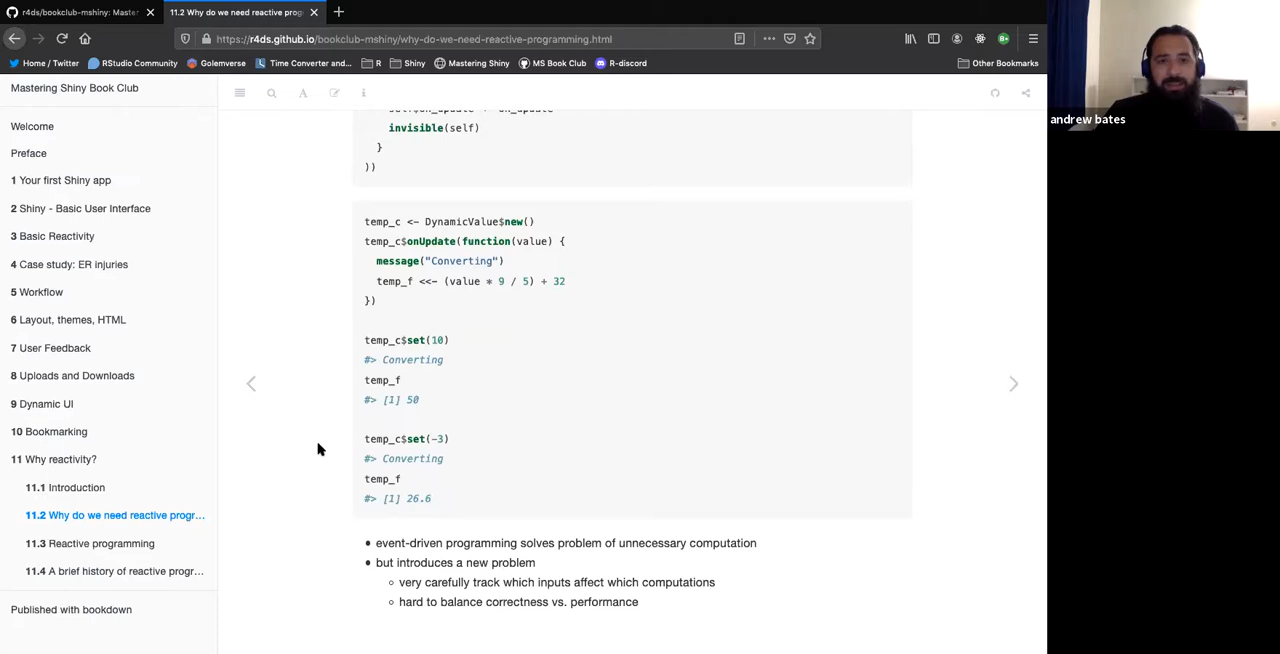 r4ds/bookclub-mshiny: Master
11.2 Why do we need reactive prog
https://r4ds.github.io/bookclub-mshiny/why-do-we-need-reactive-programming.html
Home / Twitter
RStudio Community
Golemverse
Time Converter and...
R
Shiny
Mastering Shiny
MS Book Club
R-discord
Other Bookmarks
andrew bates
Mastering Shiny Book Club
Welcome
Preface
1 Your first Shiny app
2 Shiny - Basic User Interface
3 Basic Reactivity
4 Case study: ER injuries
5 Workflow
6 Layout, themes, HTML
7 User Feedback
8 Uploads and Downloads
9 Dynamic UI
10 Bookmarking
11 Why reactivity?
11.1 Introduction
11.2 Why do we need reactive progr...
11.3 Reactive programming
11.4 A brief history of reactive progr...
Published with bookdown
invisible(self)
}
))
temp_c <- DynamicValue$new()
temp_c$onUpdate(function(value) {
message("Converting")
temp_f <<- (value * 9 / 5) + 32
})
temp_c$set(10)
#> Converting
temp_f
#> [1] 50
temp_c$set(-3)
#> Converting
temp_f
#> [1] 26.6
• event-driven programming solves problem of unnecessary computation
• but introduces a new problem
○ very carefully track which inputs affect which computations
○ hard to balance correctness vs. performance